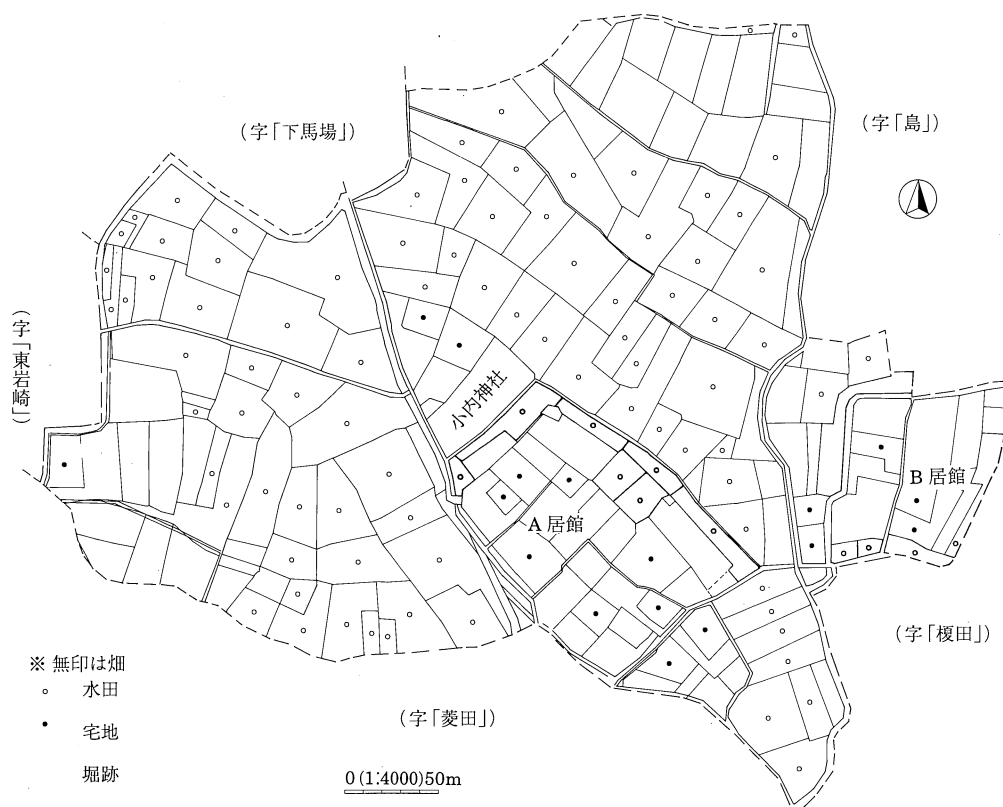 (字「下馬場」)
(字「島」)
(字「東岩崎」)
小内神社
B 居館
A 居館
(字「榎田」)
(字「菱田」)
※ 無印は畑
○ 水田
● 宅地
堀跡
0 (1:4000) 50m